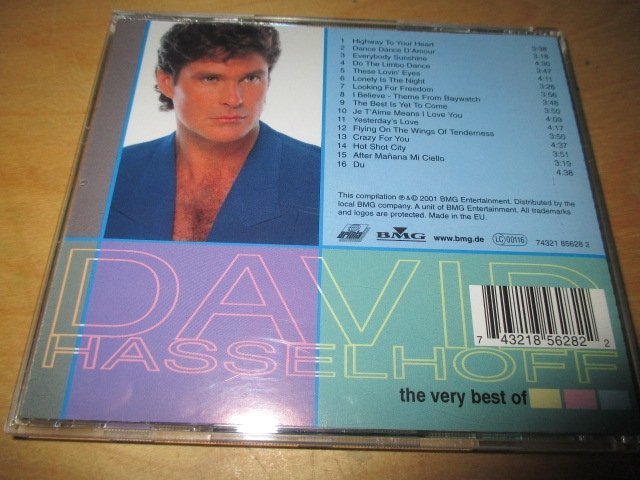 1 Highway To Your Heart 3:38
2 Dance Dance D'Amour 3:18
3 Everybody Sunshine 4:30
4 Do The Limbo Dance 3:47
5 These Lovin' Eyes 4:11
6 Lonely Is The Night 3:26
7 Looking For Freedom 3:56
8 I Believe - Theme From Baywatch 3:48
9 The Best Is Yet To Come 3:50
10 Je T'Aime Means I Love You 4:09
11 Yesterday's Love 4:17
12 Flying On The Wings Of Tenderness 3:50
13 Crazy For You 4:37
14 Hot Shot City 3:51
15 After Mañana Mi Ciello 3:19
16 Du 4:38
This compilation ℗ & © 2001 BMG Entertainment. Distributed by the
local BMG company. A unit of BMG Entertainment. All trademarks
and logos are protected. Made in the EU.
ariola BMG www.bmg.de LC 00116 74321 85628 2
DAVID
HASSELHOFF
7 43218 56282 2
the very best of